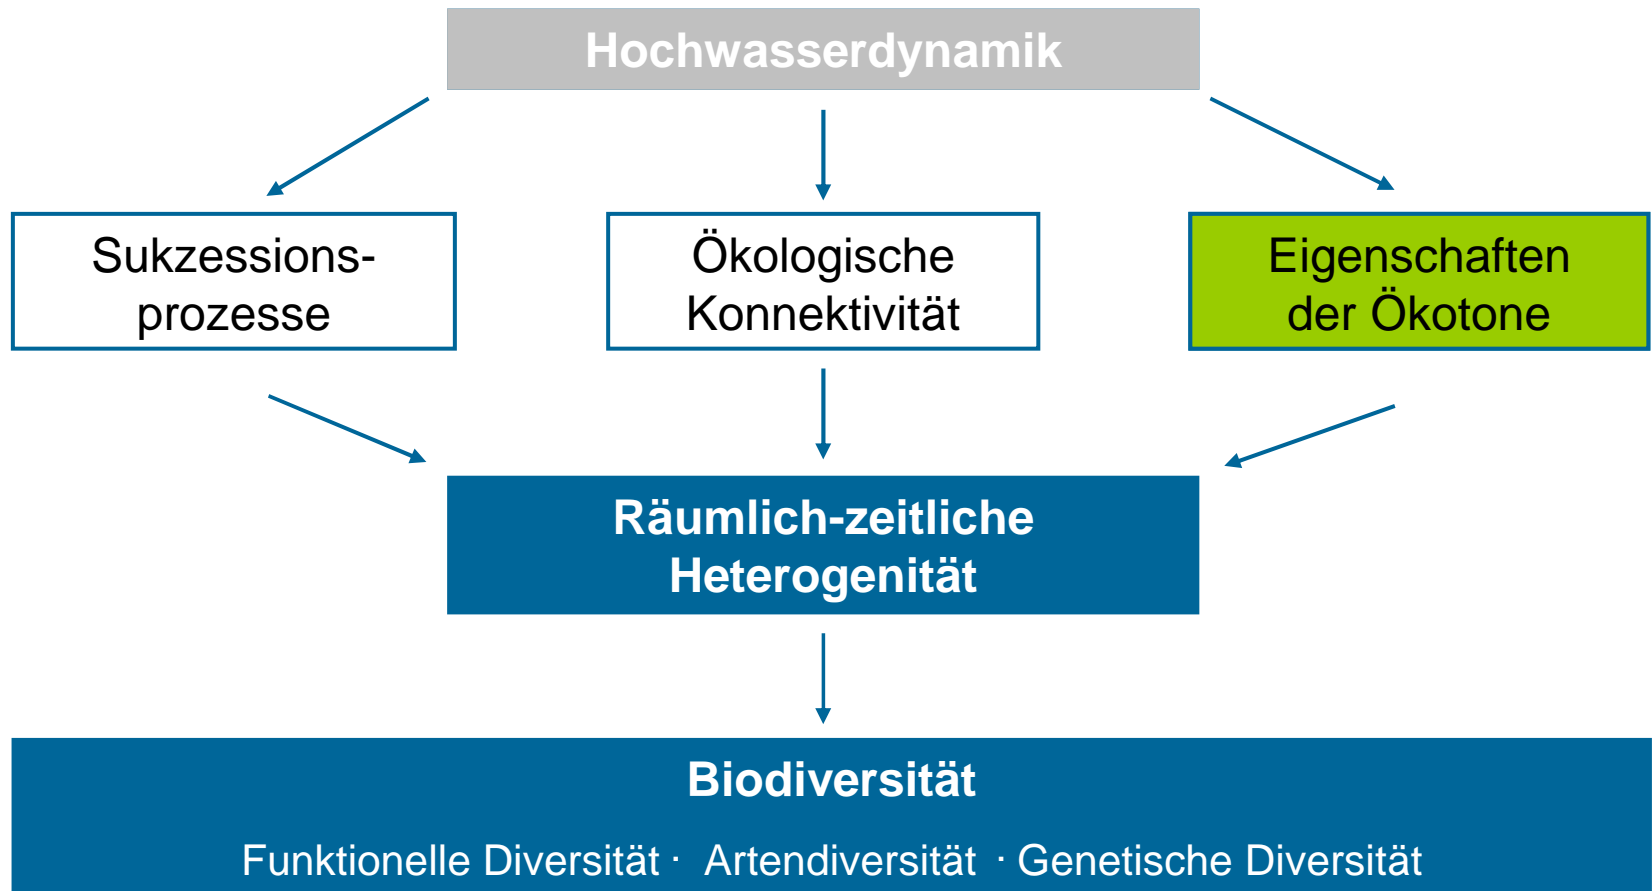 Hochwasserdynamik
Sukzessions-
prozesse
Ökologische
Konnektivität
Eigenschaften
der Ökotone
Räumlich-zeitliche
Heterogenität
Biodiversität
Funktionelle Diversität · Artendiversität · Genetische Diversität